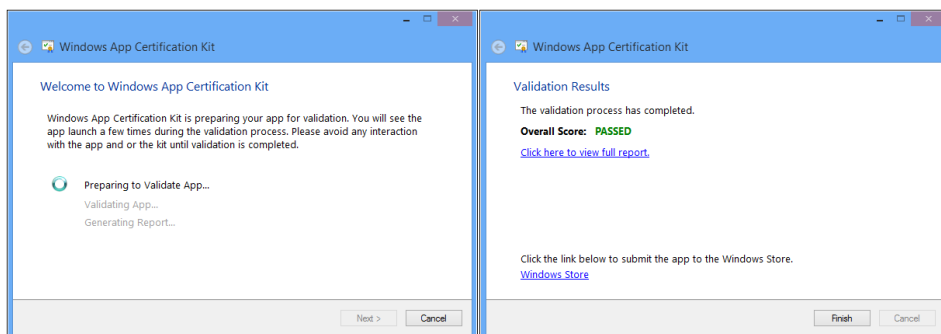 Windows App Certification Kit
Welcome to Windows App Certification Kit
Windows App Certification Kit is preparing your app for validation. You will see the
app launch a few times during the validation process. Please avoid any interaction
with the app and or the kit until validation is completed.
Preparing to Validate App...
Validating App...
Generating Report...
Next >
Cancel
Windows App Certification Kit
Validation Results
The validation process has completed.
Overall Score: PASSED
Click here to view full report.
Click the link below to submit the app to the Windows Store.
Windows Store
Finish
Cancel